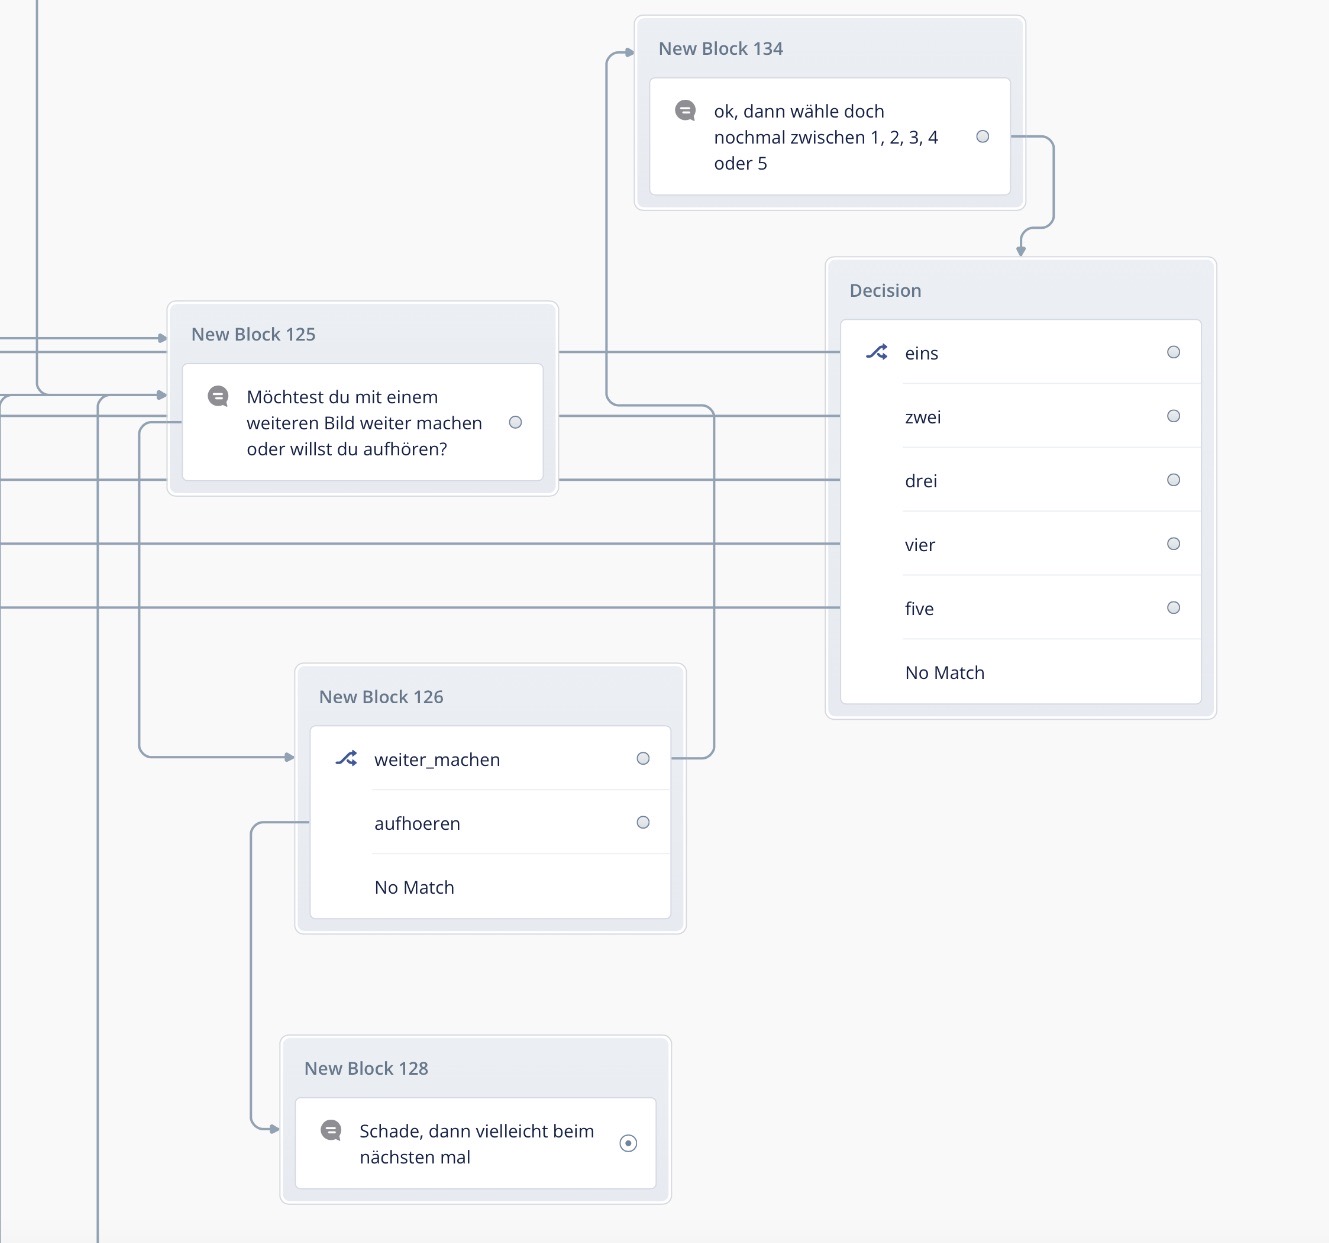 New Block 134
ok, dann wähle doch
nochmal zwischen 1, 2, 3, 4
oder 5
Decision
eins
zwei
drei
vier
five
No Match
New Block 125
Möchtest du mit einem
weiteren Bild weiter machen
oder willst du aufhören?
New Block 126
weiter_machen
aufhoeren
No Match
New Block 128
Schade, dann vielleicht beim
nächsten mal